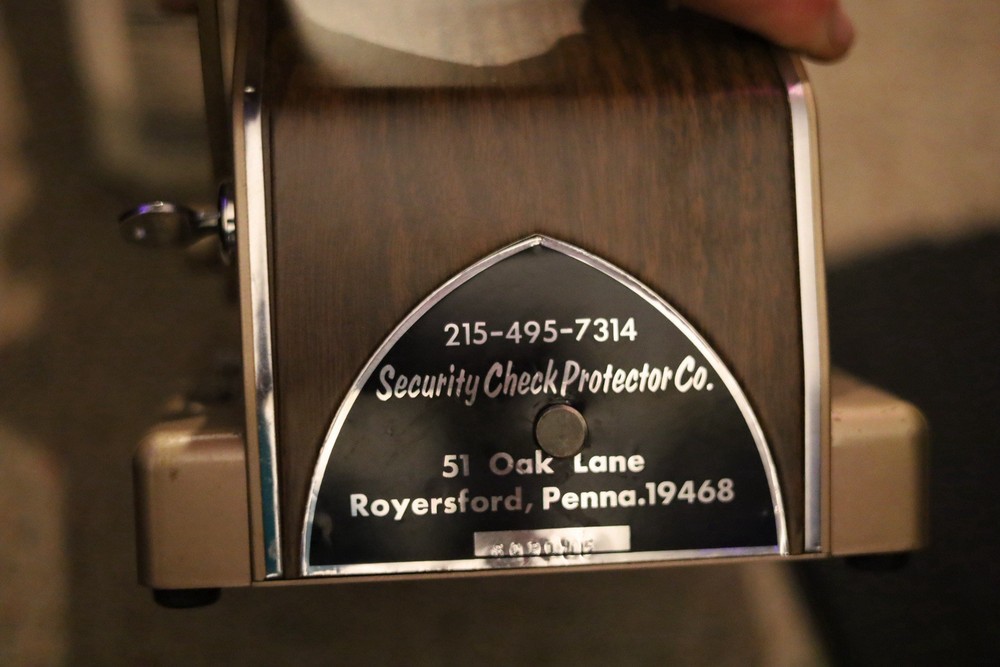 215-495-7314
Security Check Protector Co.
51 Oak Lane
Royersford, Penna.19468